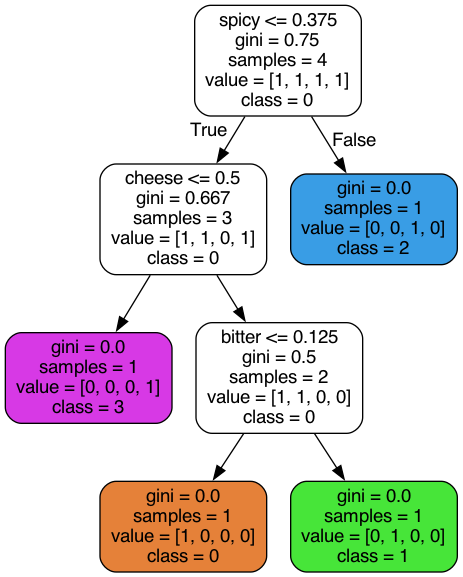 spicy <= 0.375
gini = 0.75
samples = 4
value = [1, 1, 1, 1]
class = 0
True
False
cheese <= 0.5
gini = 0.667
samples = 3
value = [1, 1, 0, 1]
class = 0
gini = 0.0
samples = 1
value = [0, 0, 1, 0]
class = 2
gini = 0.0
samples = 1
value = [0, 0, 0, 1]
class = 3
bitter <= 0.125
gini = 0.5
samples = 2
value = [1, 1, 0, 0]
class = 0
gini = 0.0
samples = 1
value = [1, 0, 0, 0]
class = 0
gini = 0.0
samples = 1
value = [0, 1, 0, 0]
class = 1